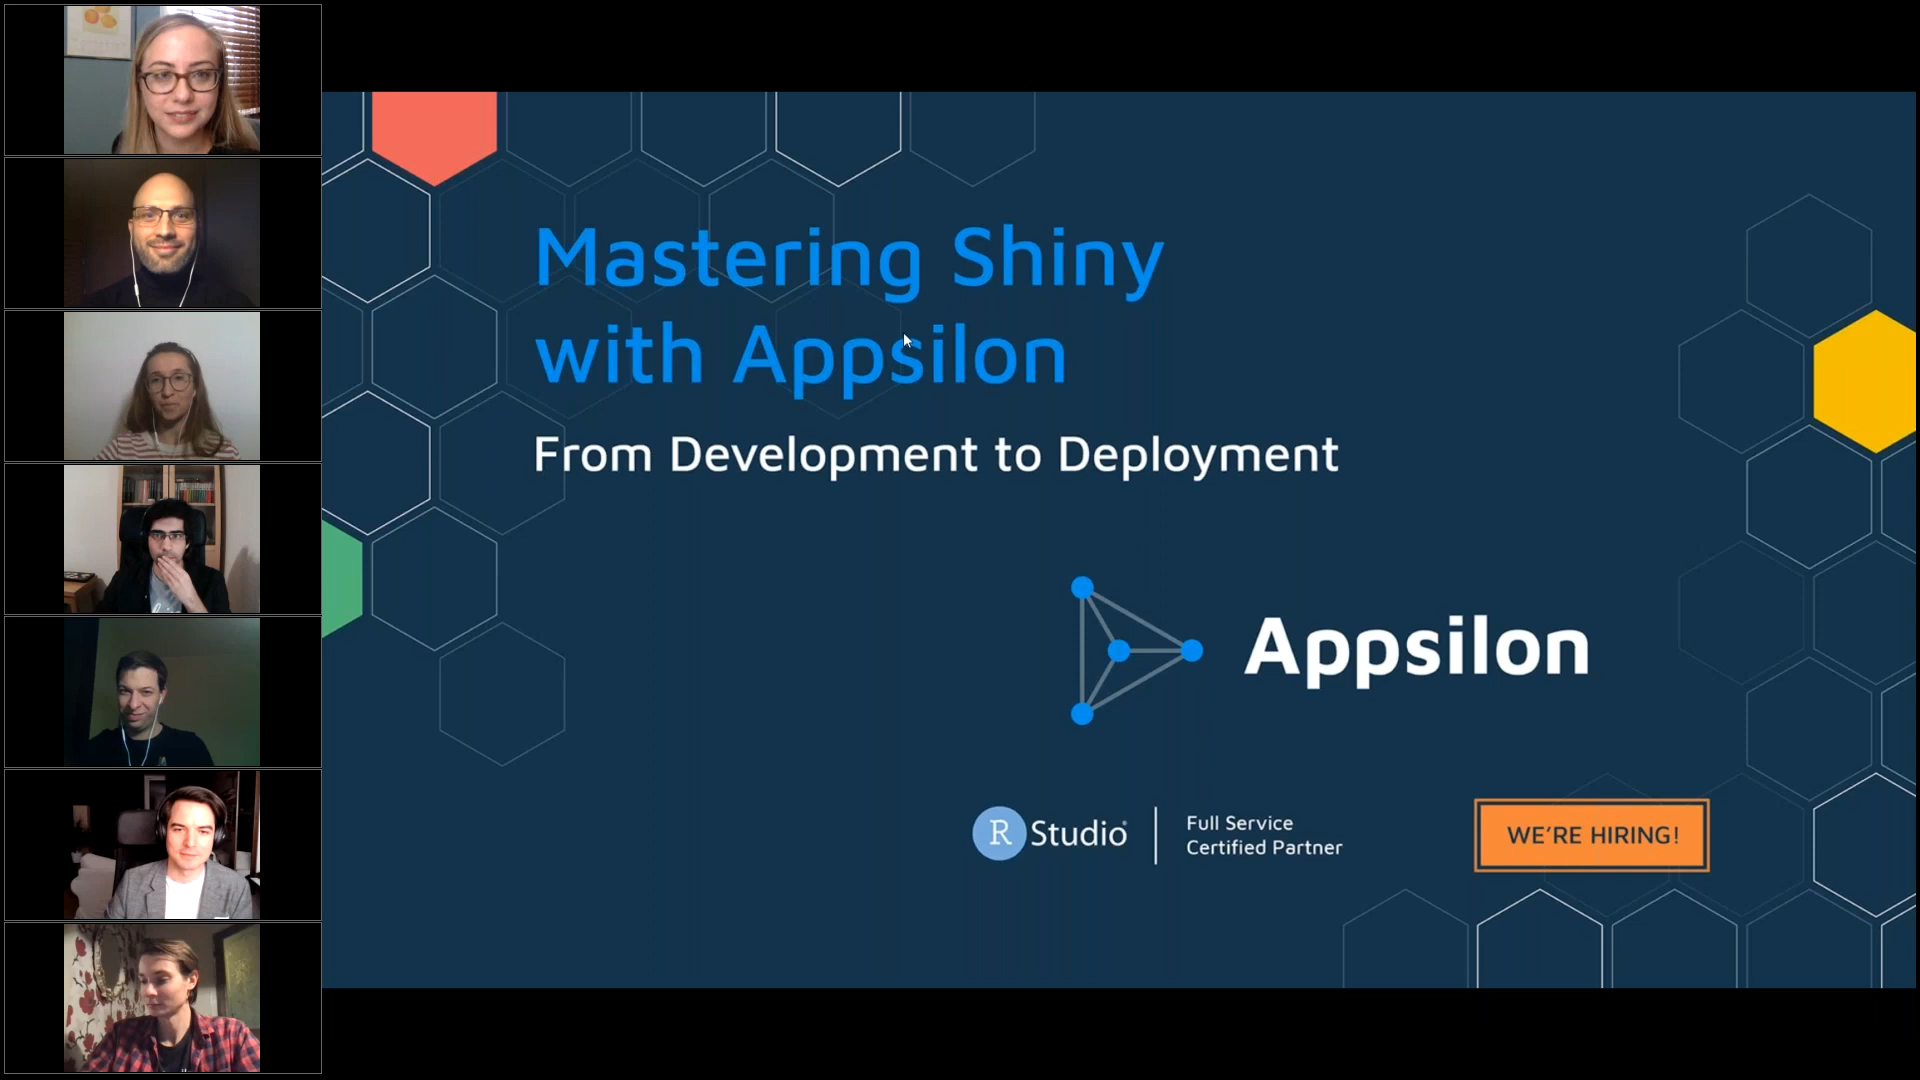 Mastering Shiny
with Appsilon
From Development to Deployment
Appsilon
R Studio®
Full Service
Certified Partner
WE'RE HIRING!